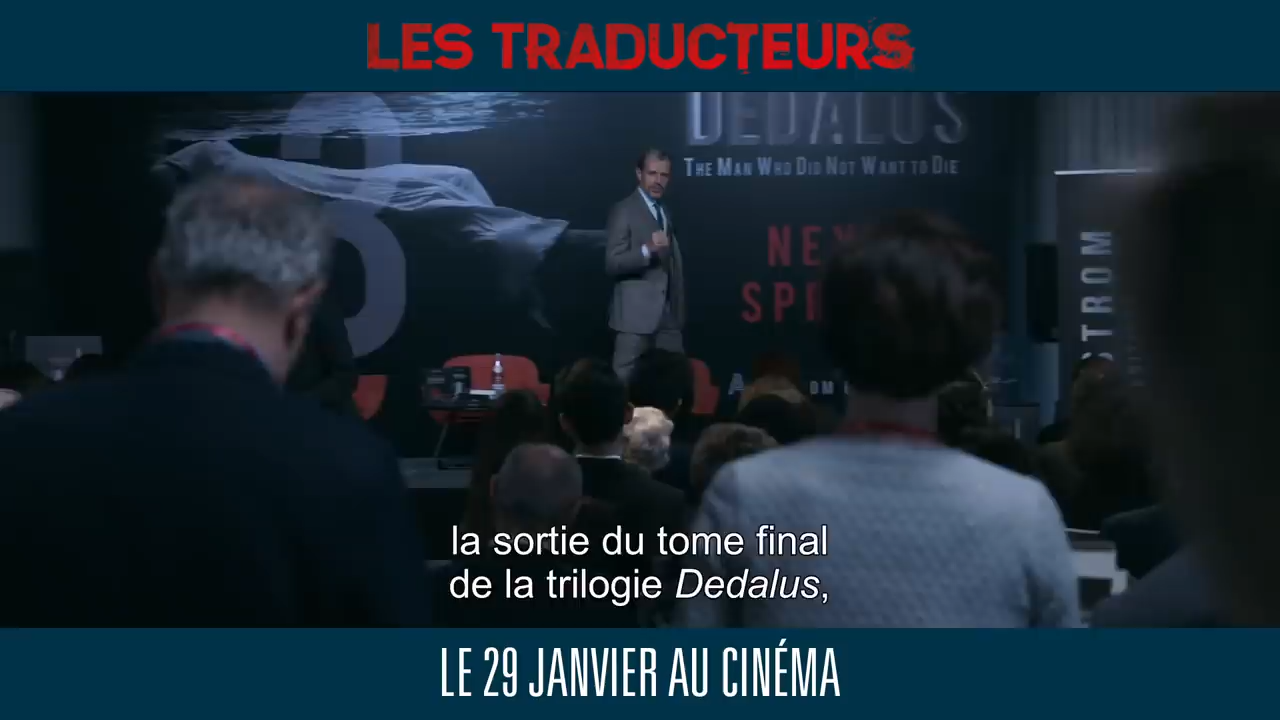 LES TRADUCTEURS
DEDALUS
THE MAN WHO DID NOT WANT TO DIE
3
la sortie du tome final
de la trilogie Dedalus,
LE 29 JANVIER AU CINÉMA